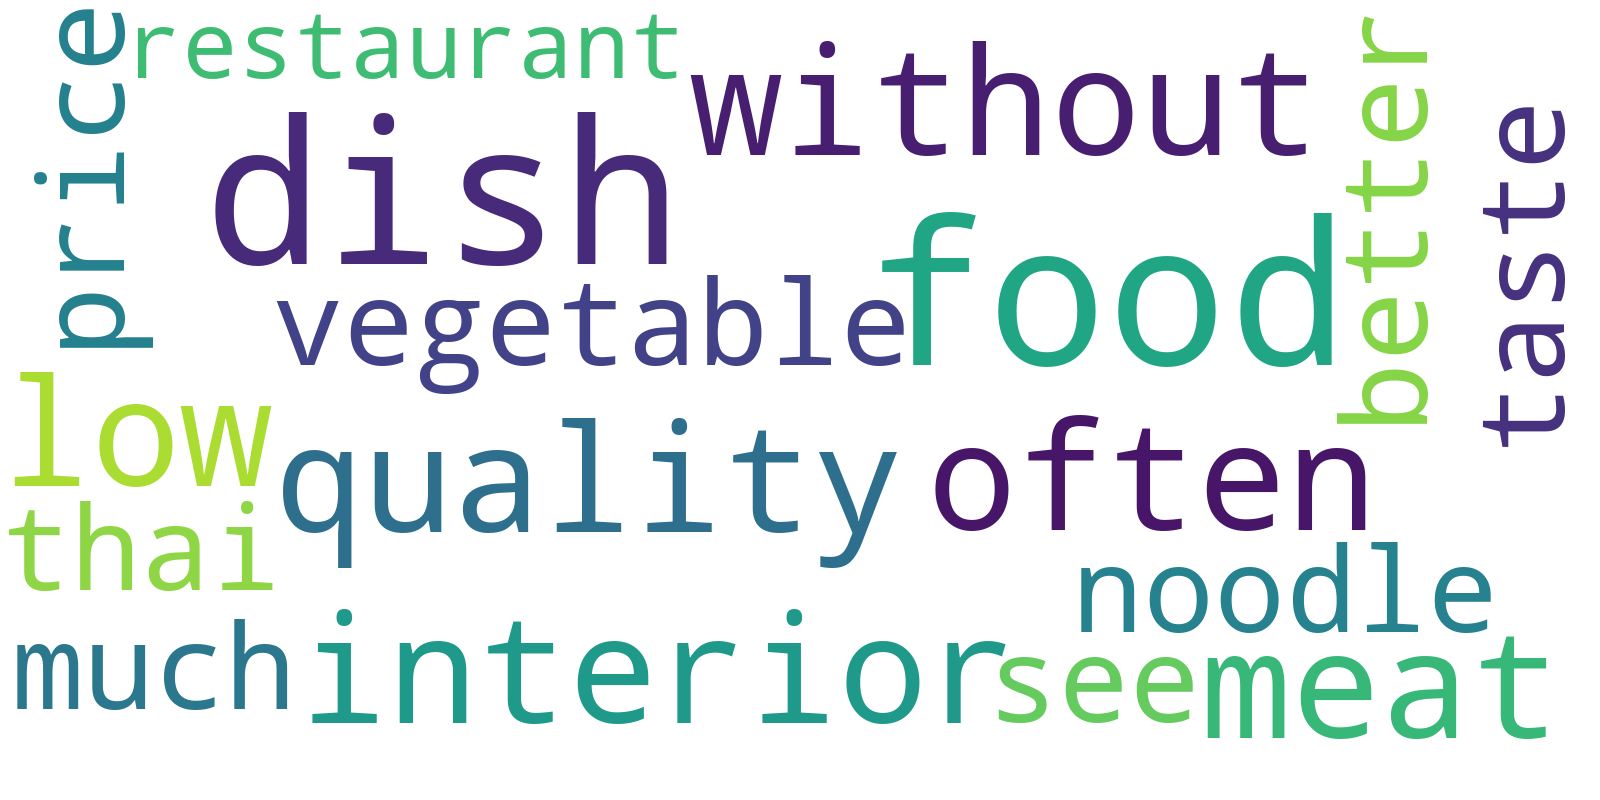 price
restaurant
without
better
taste
dish
food
vegetable
low
quality
often
thai
noodle
much
interior
see
meat